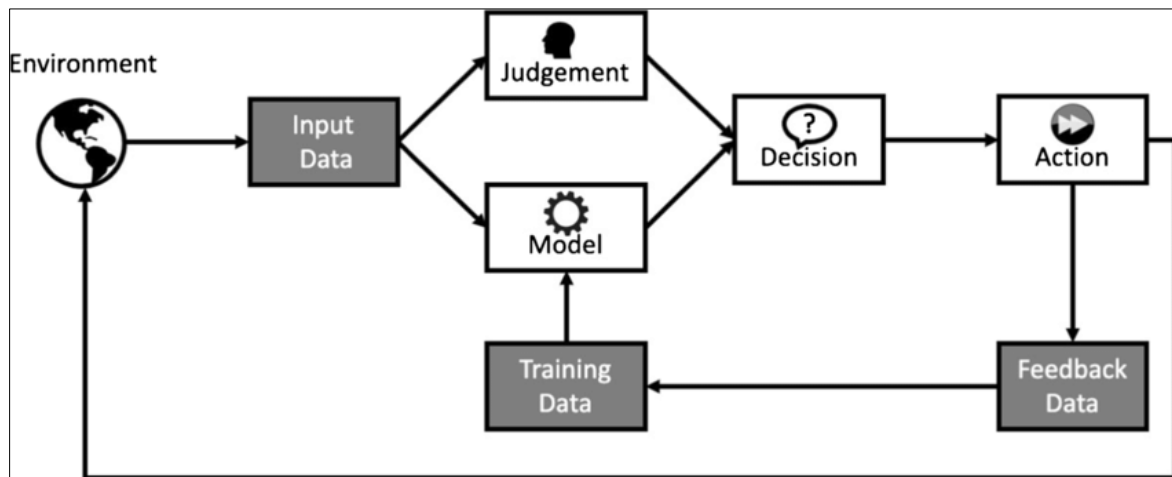 Environment
Input
Data
Judgement
Model
?
Decision
Action
Training
Data
Feedback
Data